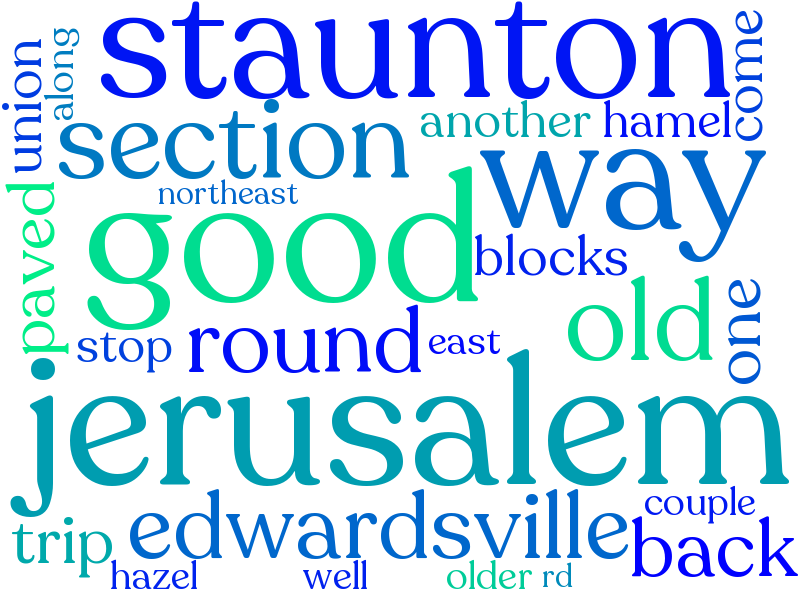 staunton
union
along
come
section
another
hamel
way
northeast
good
paved
blocks
old
one
stop
round
east
jerusalem
edwardsville
couple
trip
back
hazel
well
older
rd